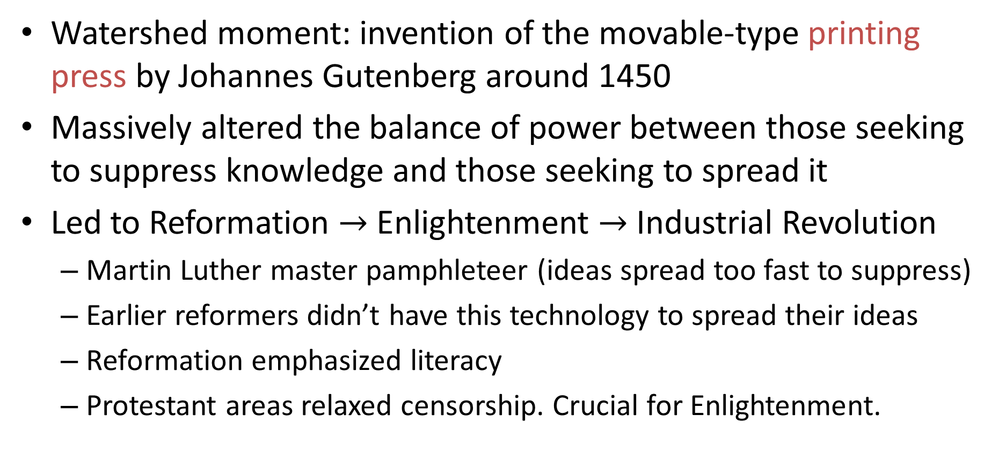 • Watershed moment: invention of the movable-type printing
press by Johannes Gutenberg around 1450
• Massively altered the balance of power between those seeking
to suppress knowledge and those seeking to spread it
• Led to Reformation → Enlightenment → Industrial Revolution
– Martin Luther master pamphleteer (ideas spread too fast to suppress)
– Earlier reformers didn’t have this technology to spread their ideas
– Reformation emphasized literacy
– Protestant areas relaxed censorship. Crucial for Enlightenment.